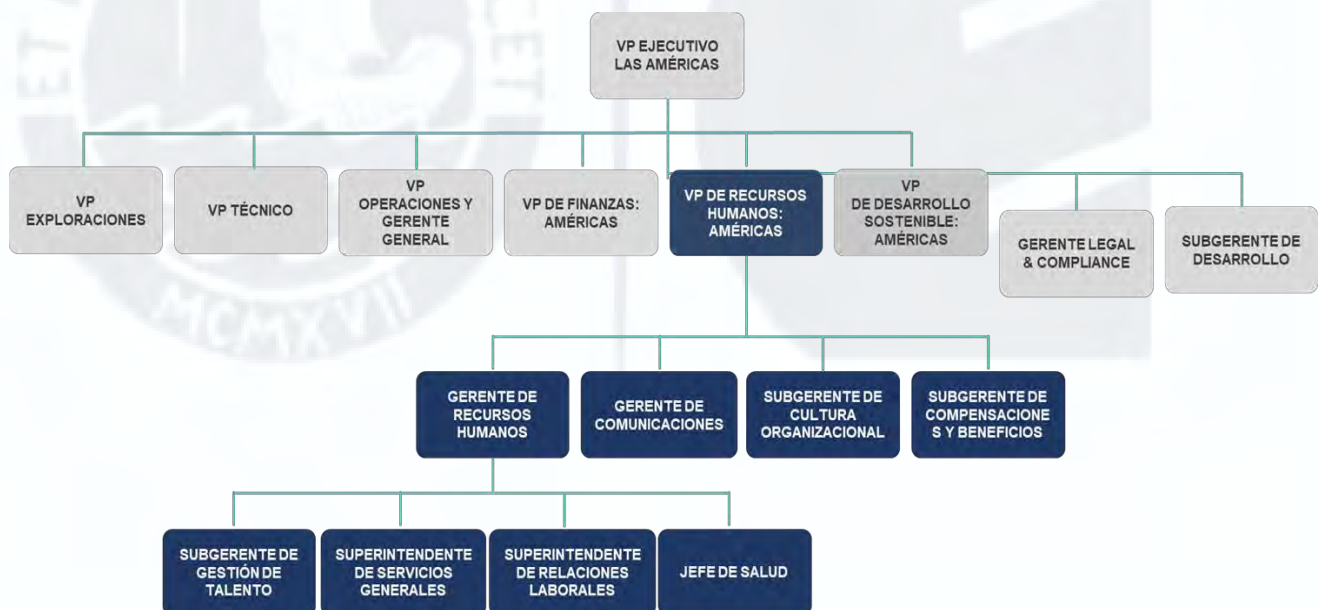 VP EJECUTIVO
LAS AMÉRICAS
VP
EXPLORACIONES
VP TÉCNICO
VP
OPERACIONES Y
GERENTE
GENERAL
VP DE FINANZAS:
AMÉRICAS
VP DE RECURSOS
HUMANOS:
AMÉRICAS
VP
DE DESARROLLO
SOSTENIBLE:
AMÉRICAS
GERENTE LEGAL
& COMPLIANCE
SUBGERENTE DE
DESARROLLO
GERENTE DE
RECURSOS
HUMANOS
GERENTE DE
COMUNICACIONES
SUBGERENTE DE
CULTURA
ORGANIZACIONAL
SUBGERENTE DE
COMPENSACIONE
S Y BENEFICIOS
SUBGERENTE DE
GESTIÓN DE
TALENTO
SUPERINTENDENTE
DE SERVICIOS
GENERALES
SUPERINTENDENTE
DE RELACIONES
LABORALES
JEFE DE SALUD
MCMXVII
ET